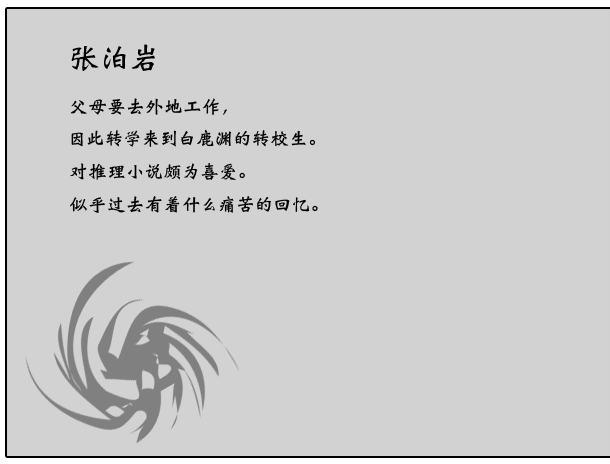 张泊岩
父母要去外地工作，
因此转学来到白鹿渊的转校生。
对推理小说颇为喜爱。
似乎过去有着什么痛苦的回忆。